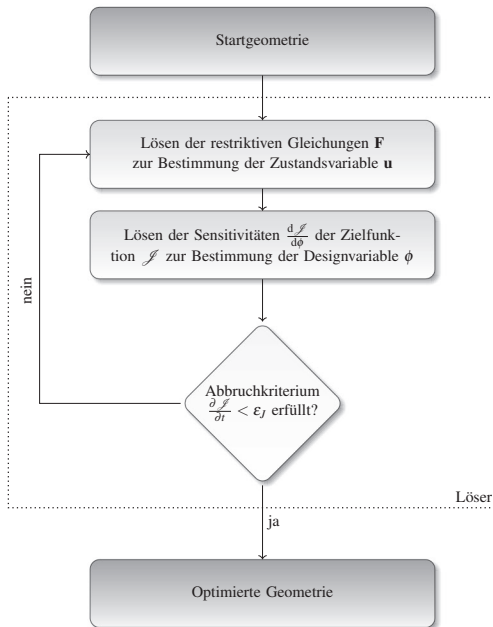 Startgeometrie
Lösen der restriktiven Gleichungen F
zur Bestimmung der Zustandsvariable u
Lösen der Sensitivitäten d𝒥/dϕ der Zielfunk-
tion 𝒥 zur Bestimmung der Designvariable ϕ
nein
Abbruchkriterium
∂𝒥/∂t < ε_J erfüllt?
Löser
ja
Optimierte Geometrie